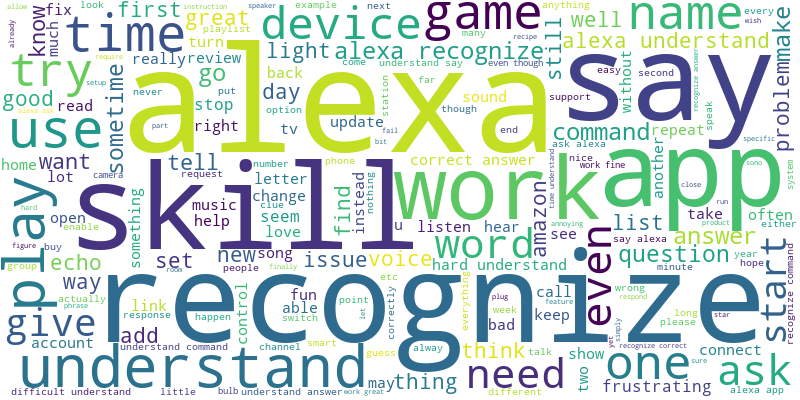 alexa
skill
recognize
say
app
work
understand
game
name
device
time
try
use
play
give
one
need
ask
word
even
start
problem
make
first
great
know
fix
much
turn
really
review
light
alexa recognize
well
alexa understand
still
without
go
back
day
sometime
good
read
stop
right
tv
update
sound
command
repeat
speak
correct answer
ask alexa
nice
work fine
home
want
lot
tell
request
number
phone
letter
change
find
instead
nothing
another
list
take
often
either
answer
question
open
enable
something
music
help
clue
seem
love
u
listen
hear
amazon
see
say alexa
echo
set
new
song
issue
voice
hard understand
minute
year
hope
buy
figure
group
way
people
room
finally
actually
phrase
link
response
account
add
happen
understand command
control
fun
able
switch
channel
smart
etc
point
let
guess
correctly
everything
week
bad
plug
feature
call
keep
wrong
respond
yet
simply
long
please
star
product
run
close
connect
recognize command
system
specific
sono
show
two
frustrating
recognize correct
sure
alexa app
think
talk
alway
different
may
thing
difficult understand
little
bulb
understand answer
work great
never
put
option
station
come
understand say
far
though
end
fail
bit
playlist
speaker
example
next
even though
many
anything
every
wish
easy
second
support
recognize answer
time understand
annoying
allow
already
instruction
look
recipe
require
setup
alexa ask
part
camera
hard